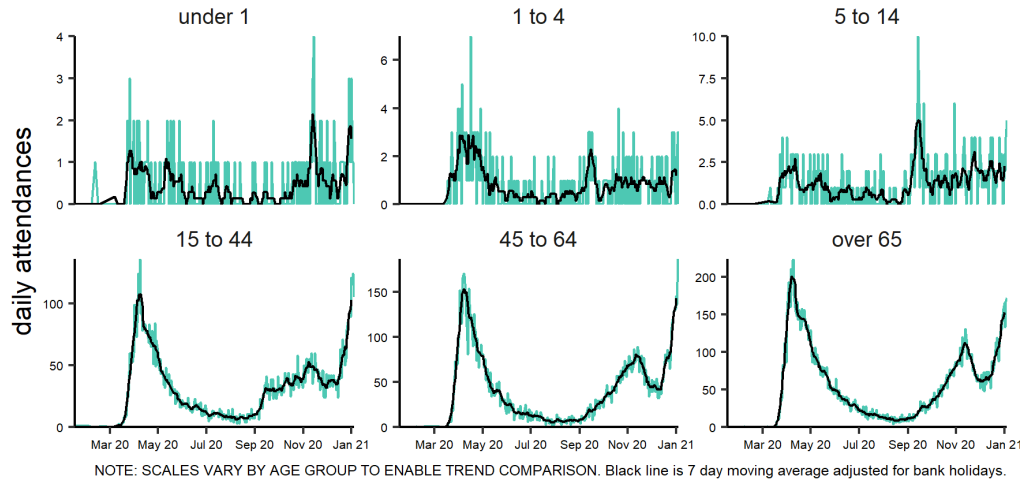 under 1
1 to 4
5 to 14
4
3
2
1
0
6
4
2
0
10.0
7.5
5.0
2.5
0.0
daily attendances
15 to 44
45 to 64
over 65
100
50
0
150
100
50
0
200
150
100
50
0
Mar 20 May 20 Jul 20 Sep 20 Nov 20 Jan 21
Mar 20 May 20 Jul 20 Sep 20 Nov 20 Jan 21
Mar 20 May 20 Jul 20 Sep 20 Nov 20 Jan 21
NOTE: SCALES VARY BY AGE GROUP TO ENABLE TREND COMPARISON. Black line is 7 day moving average adjusted for bank holidays.